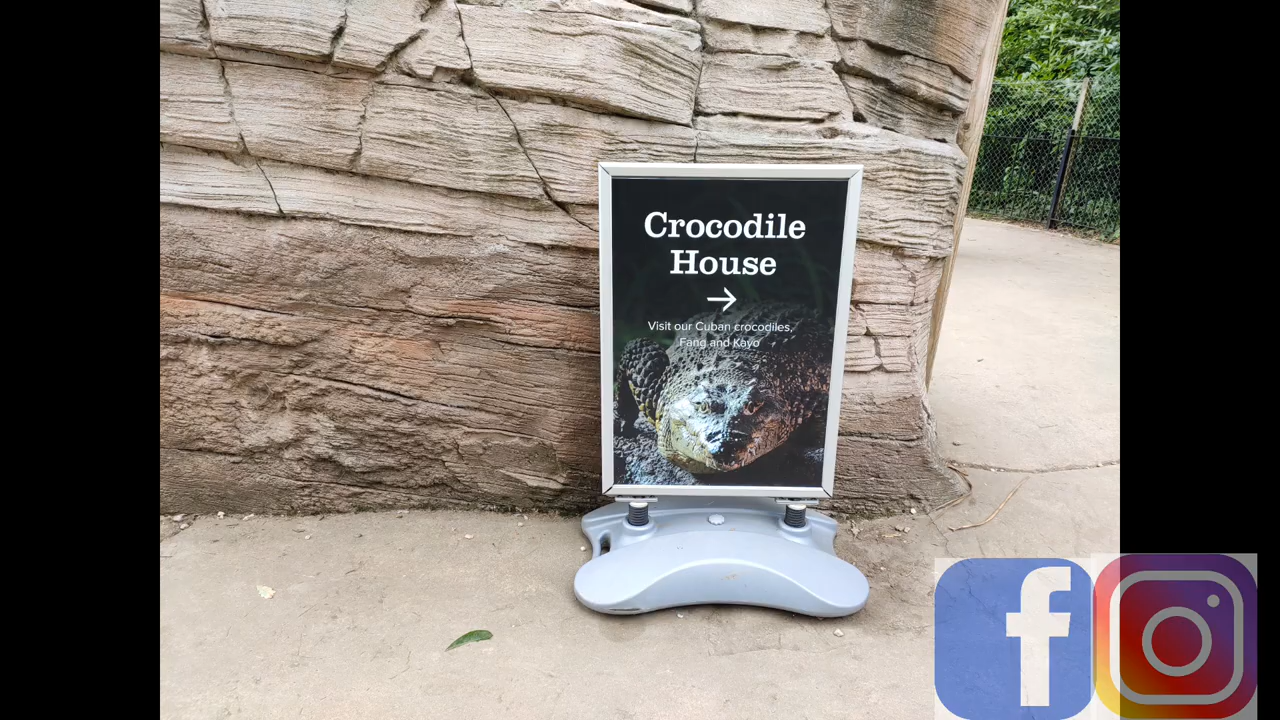 Crocodile
House
→
Visit our Cuban crocodiles,
Fang and Kayo